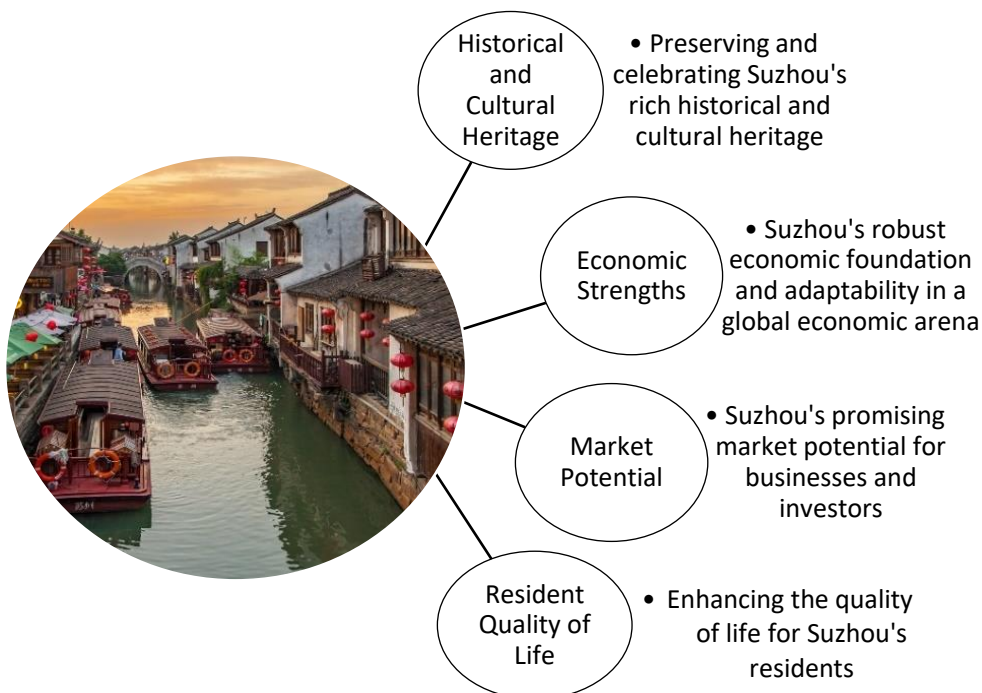 Historical
and
Cultural
Heritage
• Preserving and
celebrating Suzhou's
rich historical and
cultural heritage
Economic
Strengths
• Suzhou's robust
economic foundation
and adaptability in a
global economic arena
Market
Potential
• Suzhou's promising
market potential for
businesses and
investors
Resident
Quality of
Life
• Enhancing the quality
of life for Suzhou's
residents